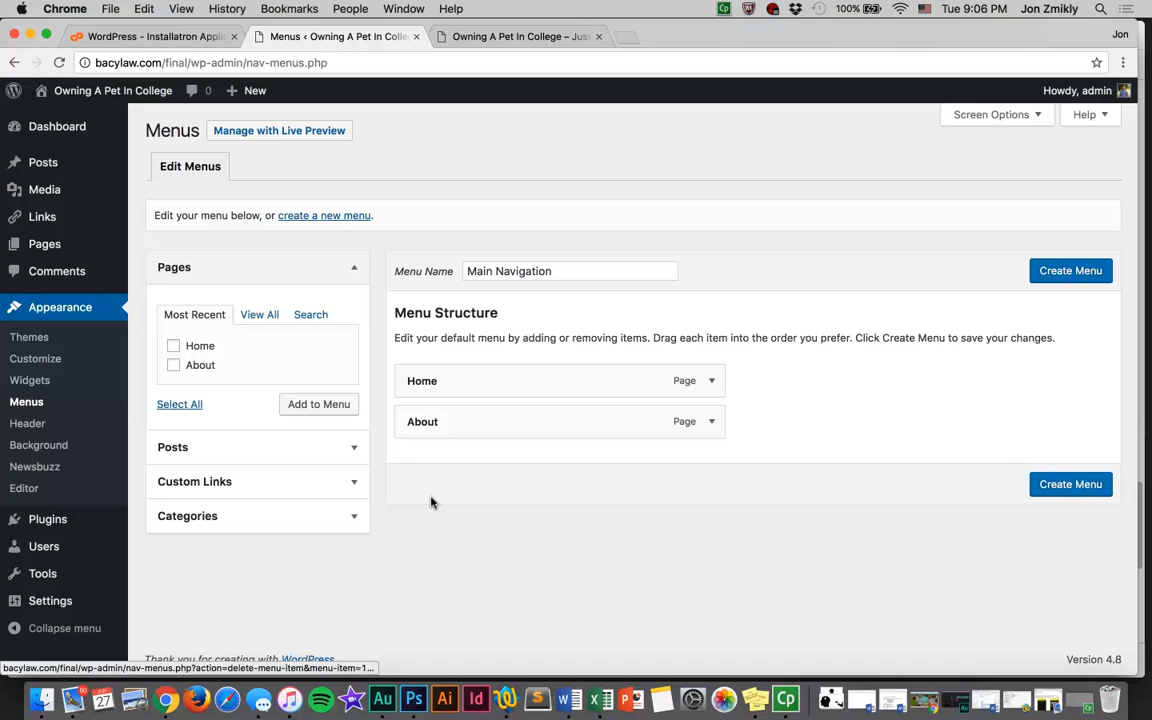 Chrome File Edit View History Bookmarks People Window Help 100% Tue 9:06 PM Jon Zmikly
WordPress - Installatron Applic Menus ‹ Owning A Pet In Colle Owning A Pet In College – Jus Jon
bacylaw.com/final/wp-admin/nav-menus.php
Owning A Pet In College 0 New Howdy, admin
Screen Options Help
Menus Manage with Live Preview
Edit Menus
Edit your menu below, or create a new menu.
Dashboard
Posts
Media
Links
Pages
Comments
Appearance
Themes
Customize
Widgets
Menus
Header
Background
Newsbuzz
Editor
Plugins
Users
Tools
Settings
Collapse menu
Pages
Most Recent View All Search
Home
About
Select All Add to Menu
Posts
Custom Links
Categories
Menu Name Main Navigation Create Menu
Menu Structure
Edit your default menu by adding or removing items. Drag each item into the order you prefer. Click Create Menu to save your changes.
Home Page
About Page
Create Menu
Thank you for creating with WordPress Version 4.8
bacylaw.com/final/wp-admin/nav-menus.php?action=delete-menu-item&menu-item=1...
Au Ps Ai Id S W X P Cp